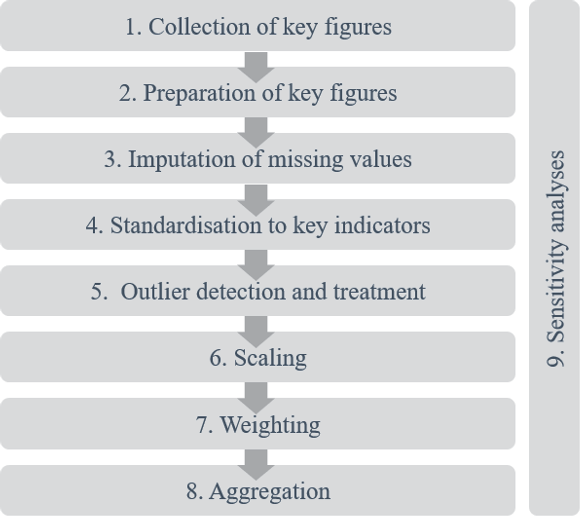 1. Collection of key figures
2. Preparation of key figures
3. Imputation of missing values
4. Standardisation to key indicators
5. Outlier detection and treatment
6. Scaling
7. Weighting
8. Aggregation
9. Sensitivity analyses